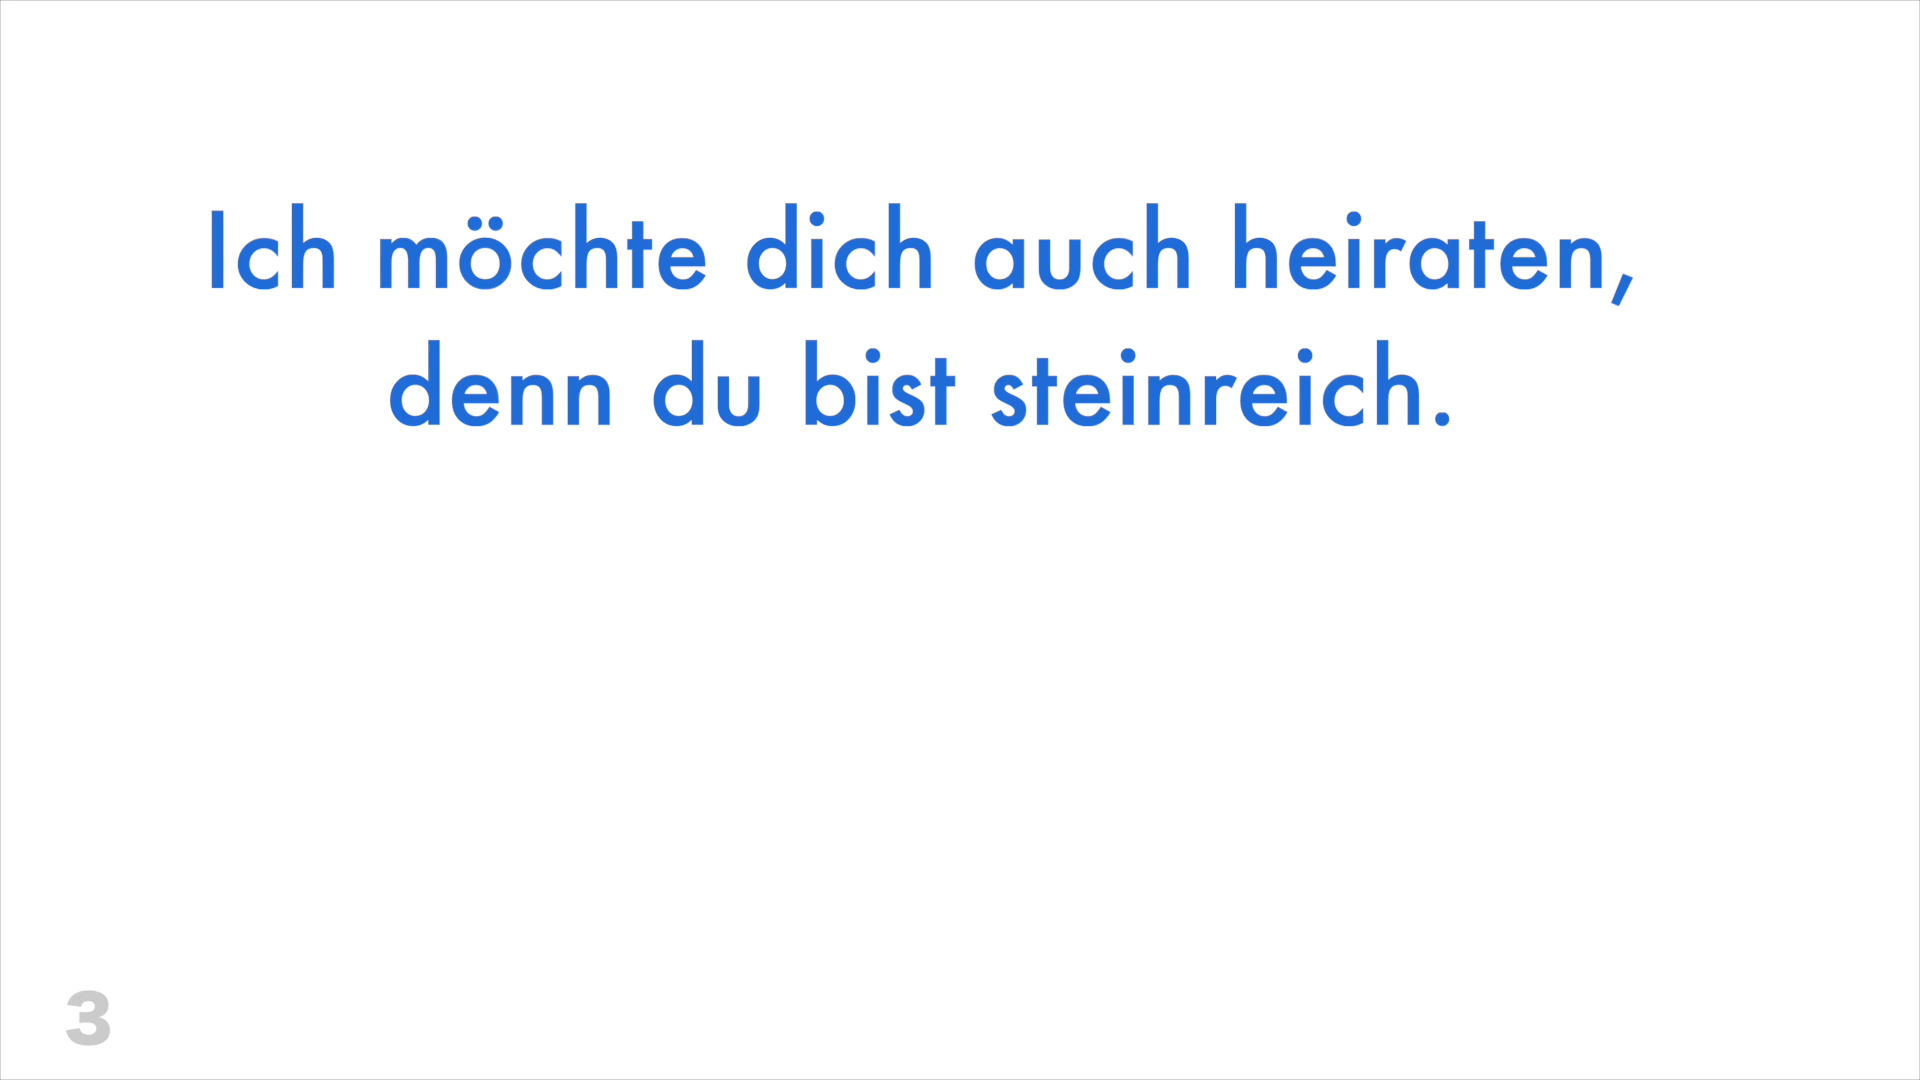 Ich möchte dich auch heiraten,
denn du bist steinreich.
3